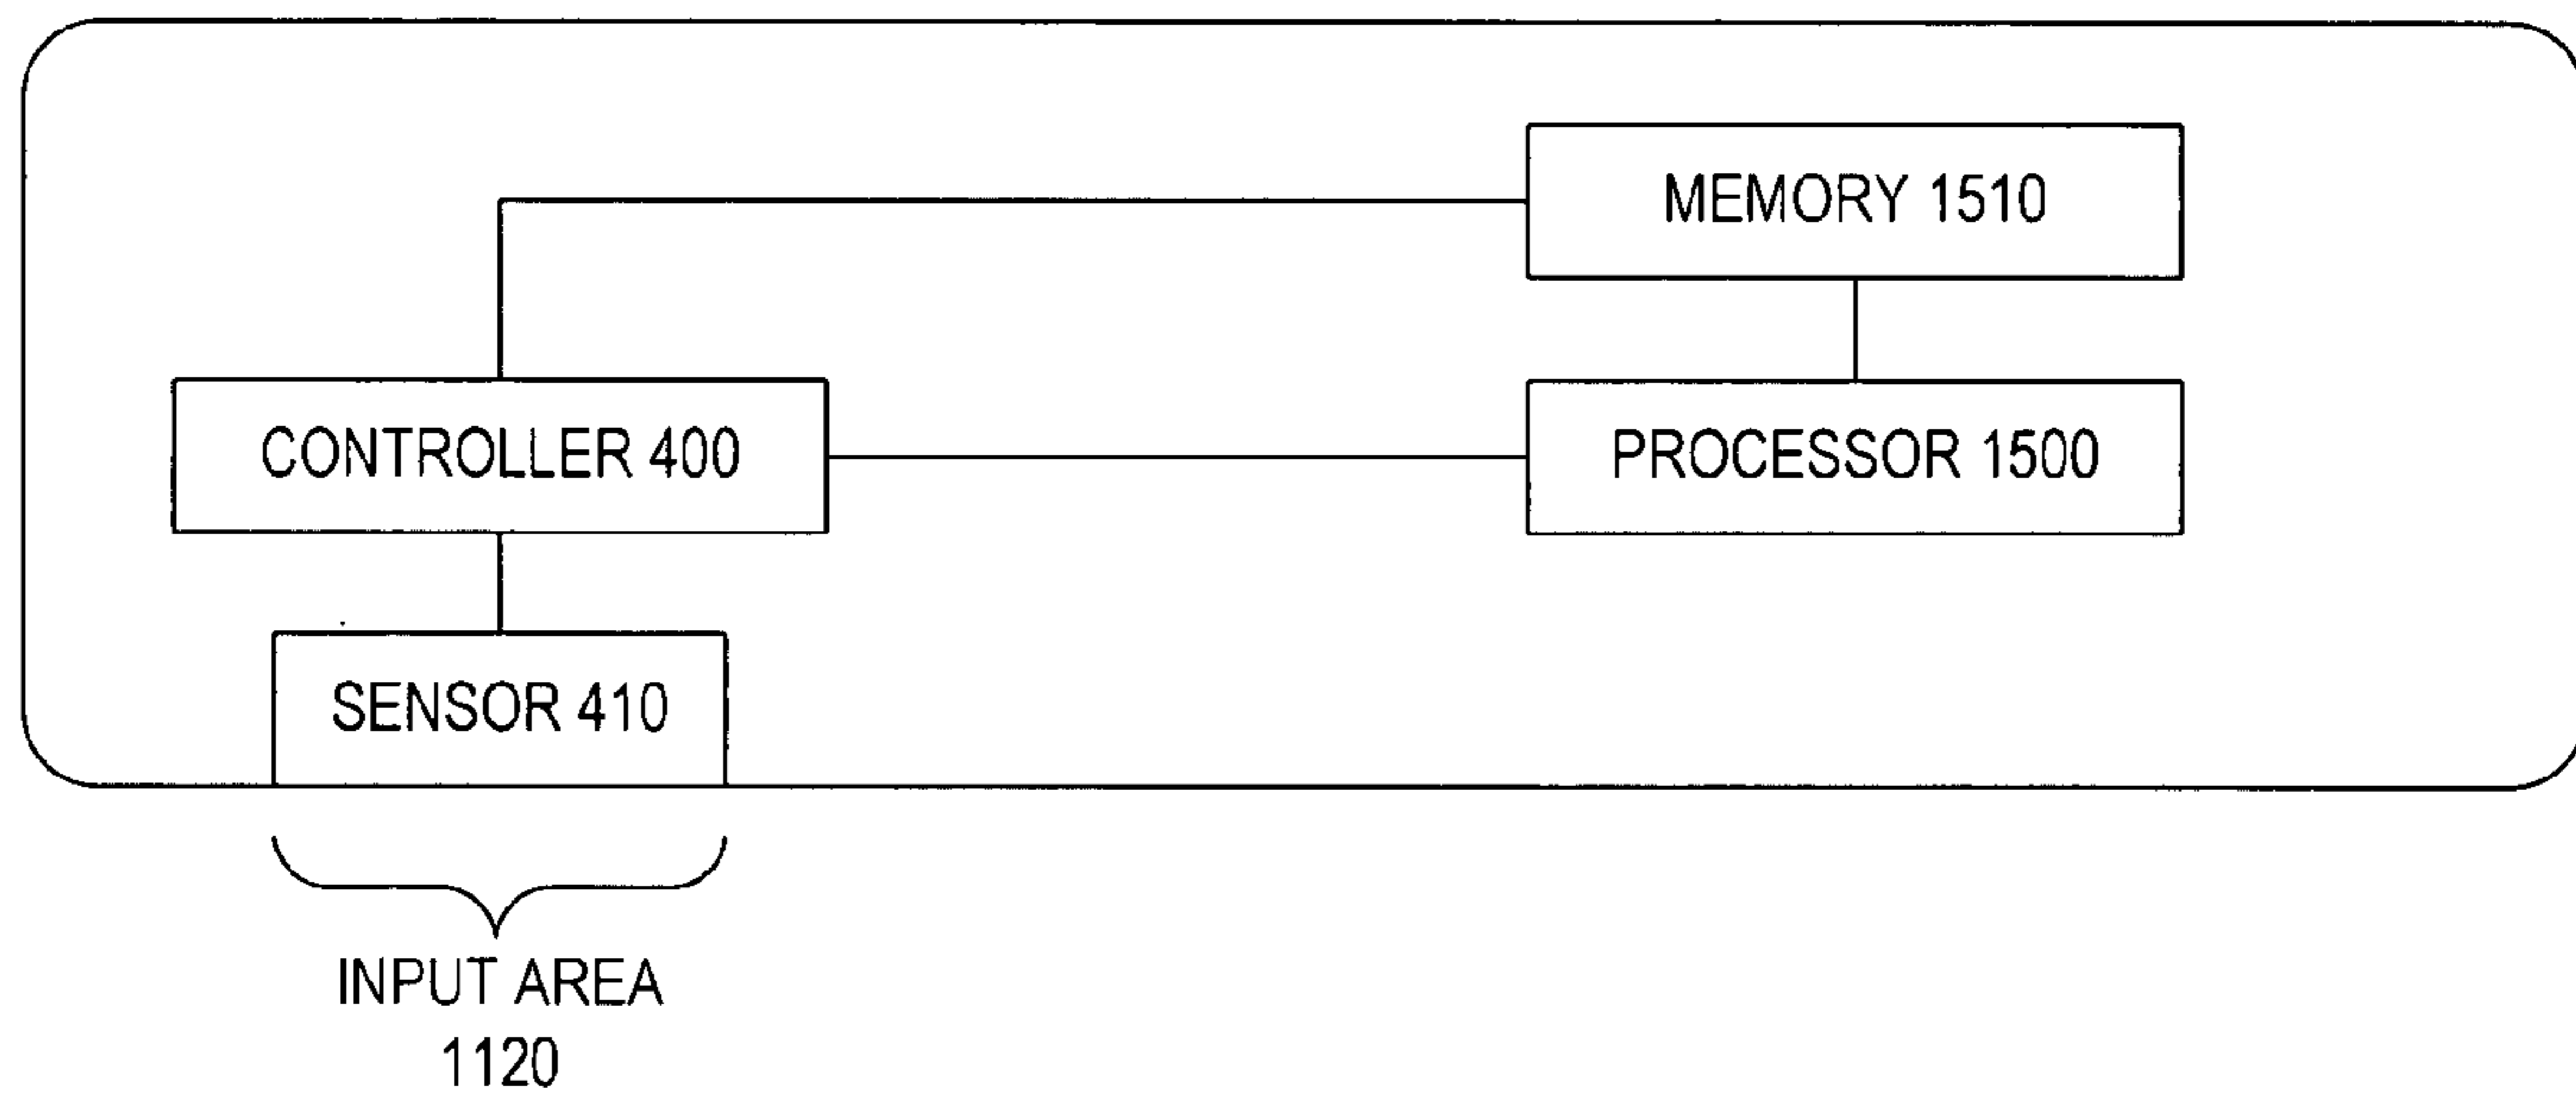 MEMORY 1510
CONTROLLER 400
PROCESSOR 1500
SENSOR 410
INPUT AREA
1120